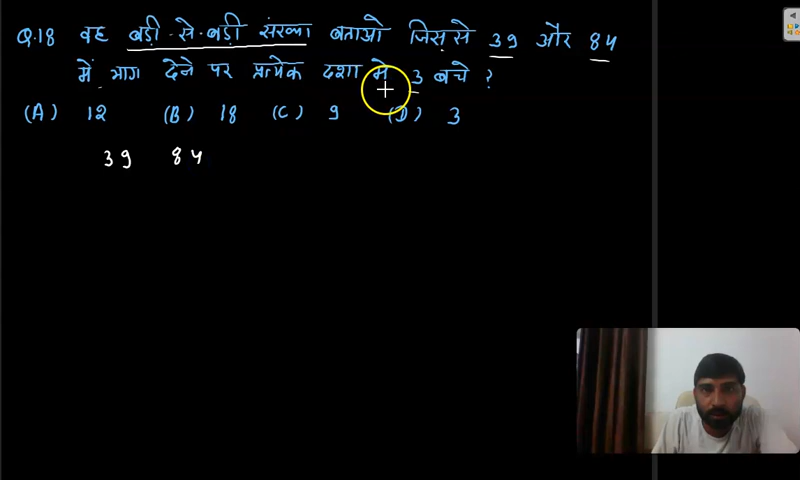 Q.18 वह बड़ी से बड़ी संख्या बताओ जिससे 39 और 84
में भाग देने पर प्रत्येक दशा में 3 बचे ?
(A) 12 (B) 18 (C) 9 (D) 3
39 84